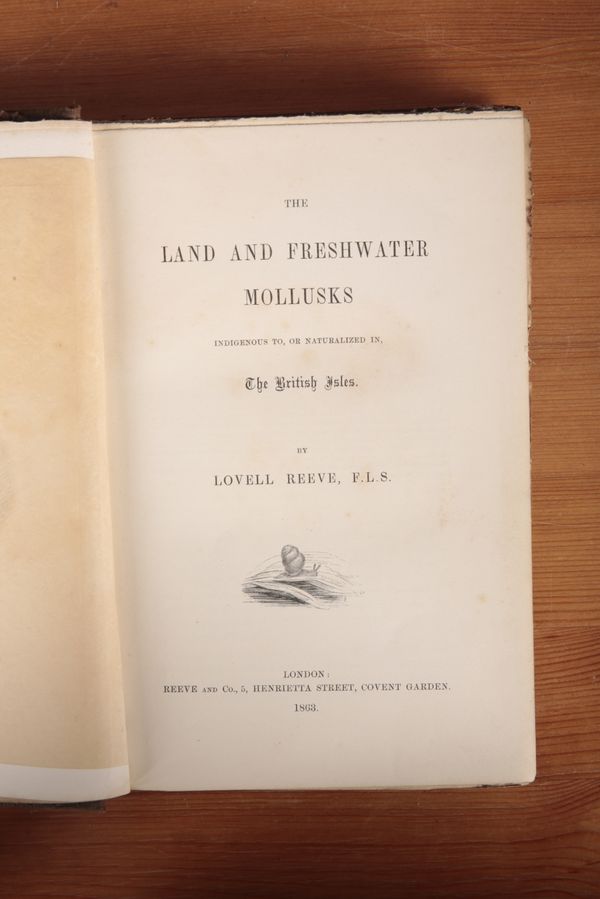 THE
LAND AND FRESHWATER
MOLLUSKS
INDIGENOUS TO, OR NATURALIZED IN,
The British Isles.
BY
LOVELL REEVE, F.L.S.
LONDON:
REEVE AND Co., 5, HENRIETTA STREET, COVENT GARDEN.
1863.